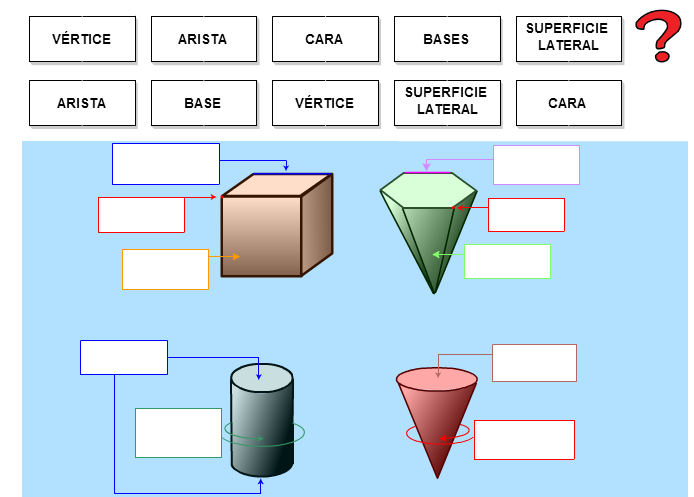 VÉRTICE
ARISTA
CARA
BASES
SUPERFICIE
LATERAL
ARISTA
BASE
VÉRTICE
SUPERFICIE
LATERAL
CARA
?